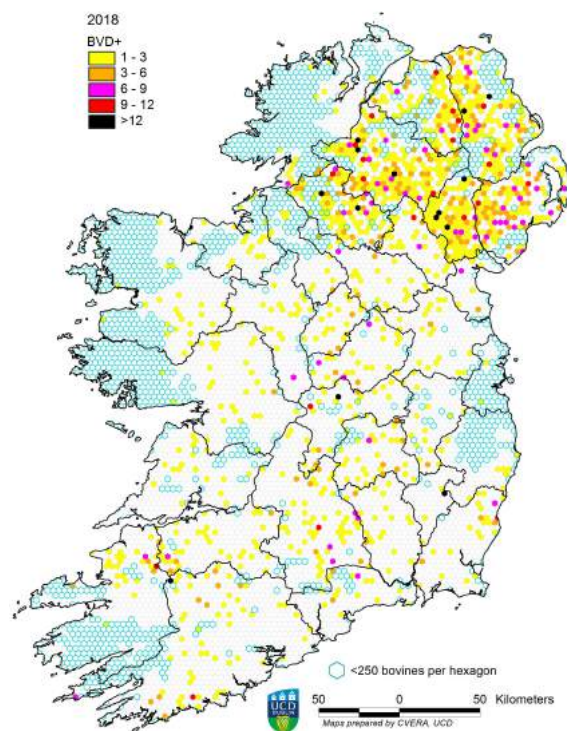 2018
BVD+
1 - 3
3 - 6
6 - 9
9 - 12
>12
<250 bovines per hexagon
UCD
DUBLIN
50 0 50 Kilometers
Maps prepared by CVERA, UCD